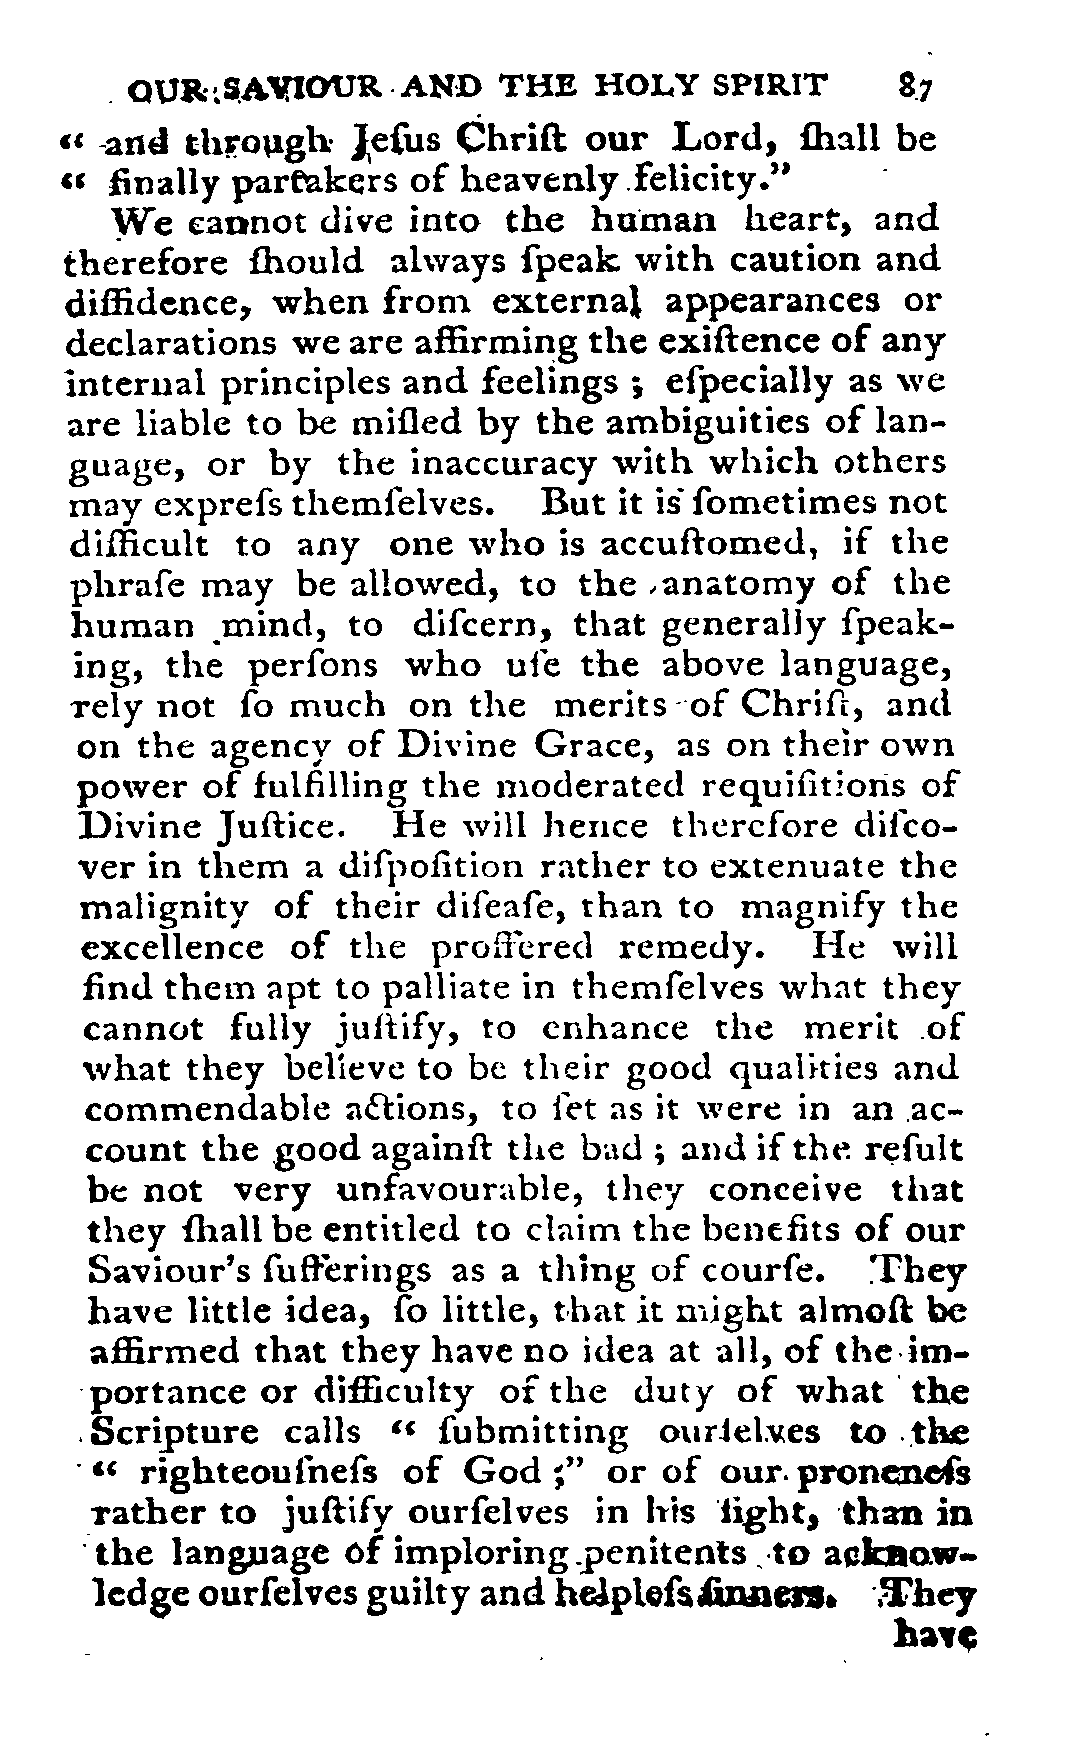 OUR SAVIOUR AND THE HOLY SPIRIT 87
“ and through Jeſus Chriſt our Lord, ſhall be
“ finally partakers of heavenly felicity.”
We cannot dive into the human heart, and
therefore ſhould always ſpeak with caution and
diffidence, when from external appearances or
declarations we are affirming the exiſtence of any
internal principles and feelings ; eſpecially as we
are liable to be miſled by the ambiguities of lan-
guage, or by the inaccuracy with which others
may expreſs themſelves. But it is ſometimes not
difficult to any one who is accuſtomed, if the
phraſe may be allowed, to the anatomy of the
human mind, to diſcern, that generally ſpeak-
ing, the perſons who uſe the above language,
rely not ſo much on the merits of Chriſt, and
on the agency of Divine Grace, as on their own
power of fulfilling the moderated requiſitions of
Divine Juſtice. He will hence therefore diſco-
ver in them a diſpoſition rather to extenuate the
malignity of their diſeaſe, than to magnify the
excellence of the proffered remedy. He will
find them apt to palliate in themſelves what they
cannot fully juſtify, to enhance the merit of
what they believe to be their good qualities and
commendable actions, to ſet as it were in an ac-
count the good againſt the bad ; and if the reſult
be not very unfavourable, they conceive that
they ſhall be entitled to claim the benefits of our
Saviour’s ſufferings as a thing of courſe. They
have little idea, ſo little, that it might almoſt be
affirmed that they have no idea at all, of the im-
portance or difficulty of the duty of what the
Scripture calls “ ſubmitting ourſelves to the
“ righteouſneſs of God ;” or of our proneneſs
rather to juſtify ourſelves in his ſight, than in
the language of imploring penitents to acknow-
ledge ourſelves guilty and helpleſs ſinners. They
have